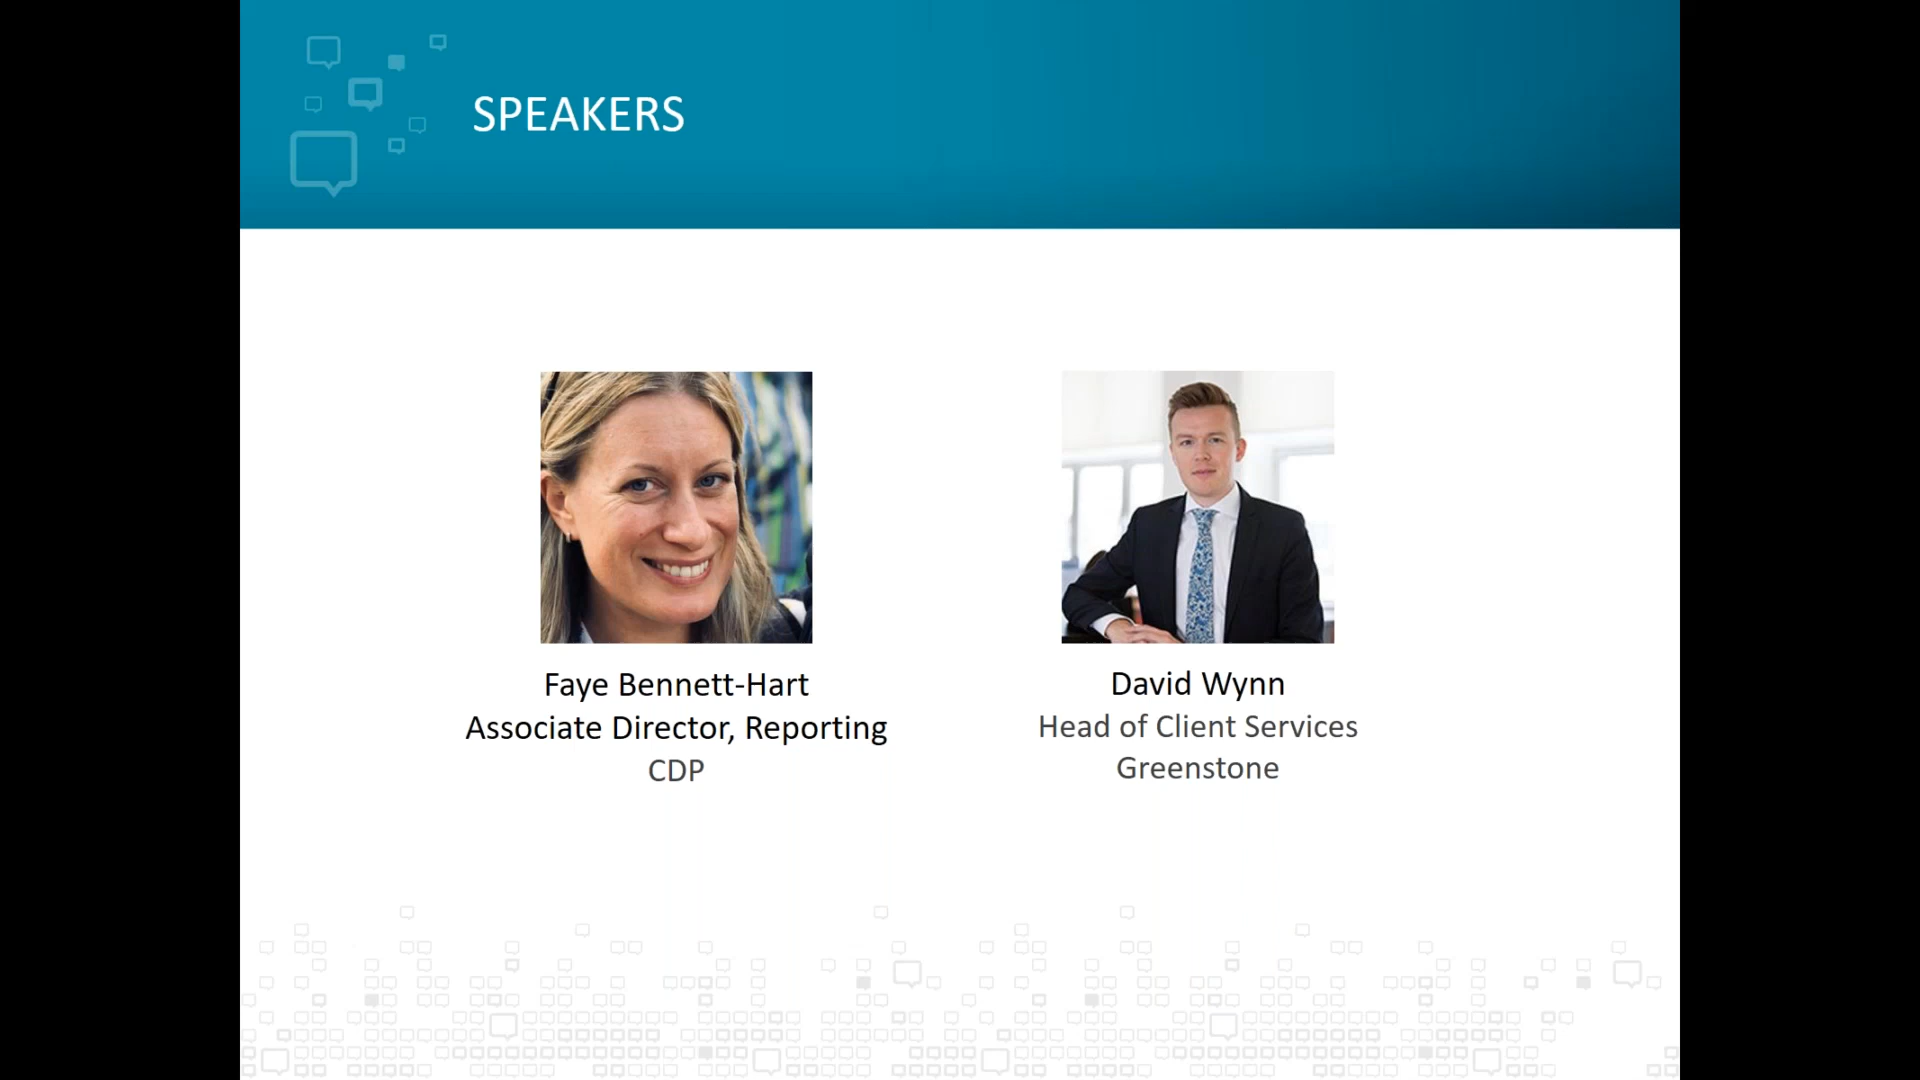 SPEAKERS
Faye Bennett-Hart
Associate Director, Reporting
CDP
David Wynn
Head of Client Services
Greenstone